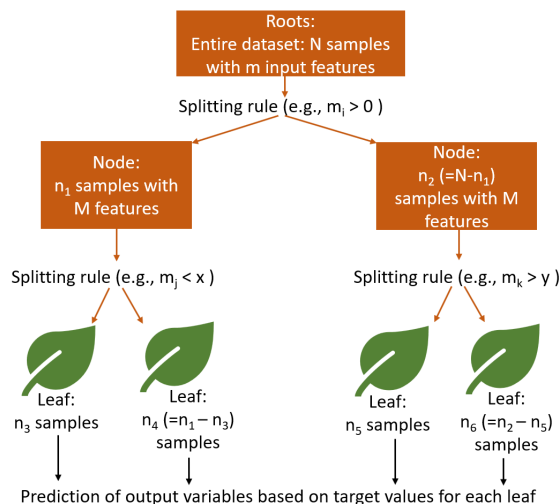 Roots:
Entire dataset: N samples
with m input features
Splitting rule (e.g., mi > 0 )
Node:
n1 samples with
M features
Node:
n2 (=N-n1)
samples with M
features
Splitting rule (e.g., mj < x )
Splitting rule (e.g., mk > y )
Leaf:
n3 samples
Leaf:
n4 (=n1 – n3)
samples
Leaf:
n5 samples
Leaf:
n6 (=n2 – n5)
samples
Prediction of output variables based on target values for each leaf